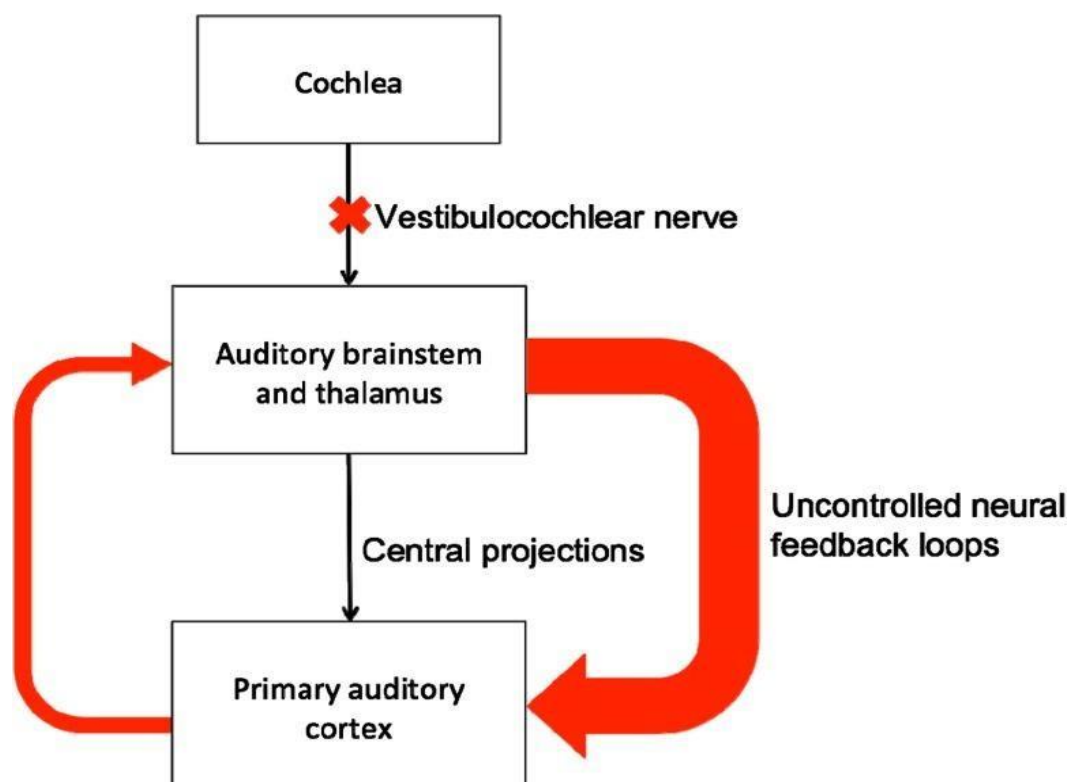 Cochlea
Vestibulocochlear nerve
Auditory brainstem
and thalamus
Uncontrolled neural
feedback loops
Central projections
Primary auditory
cortex